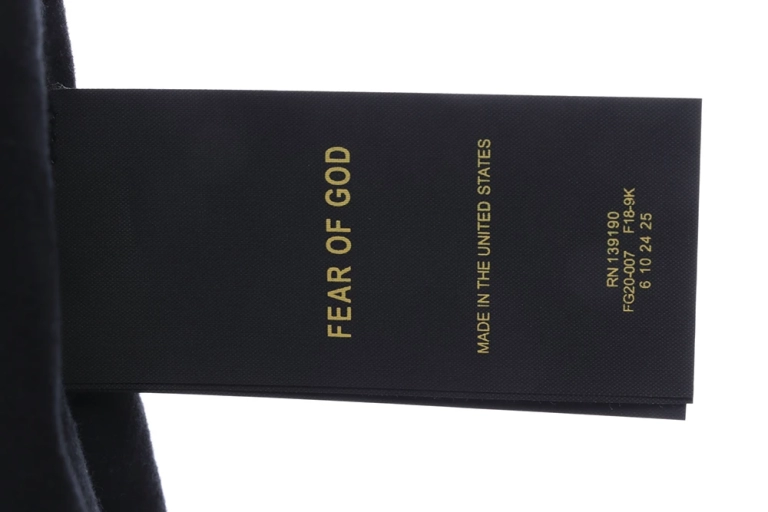 FEAR OF GOD
MADE IN THE UNITED STATES
RN 139190
FG20-007 F18-9K
6 10 24 25